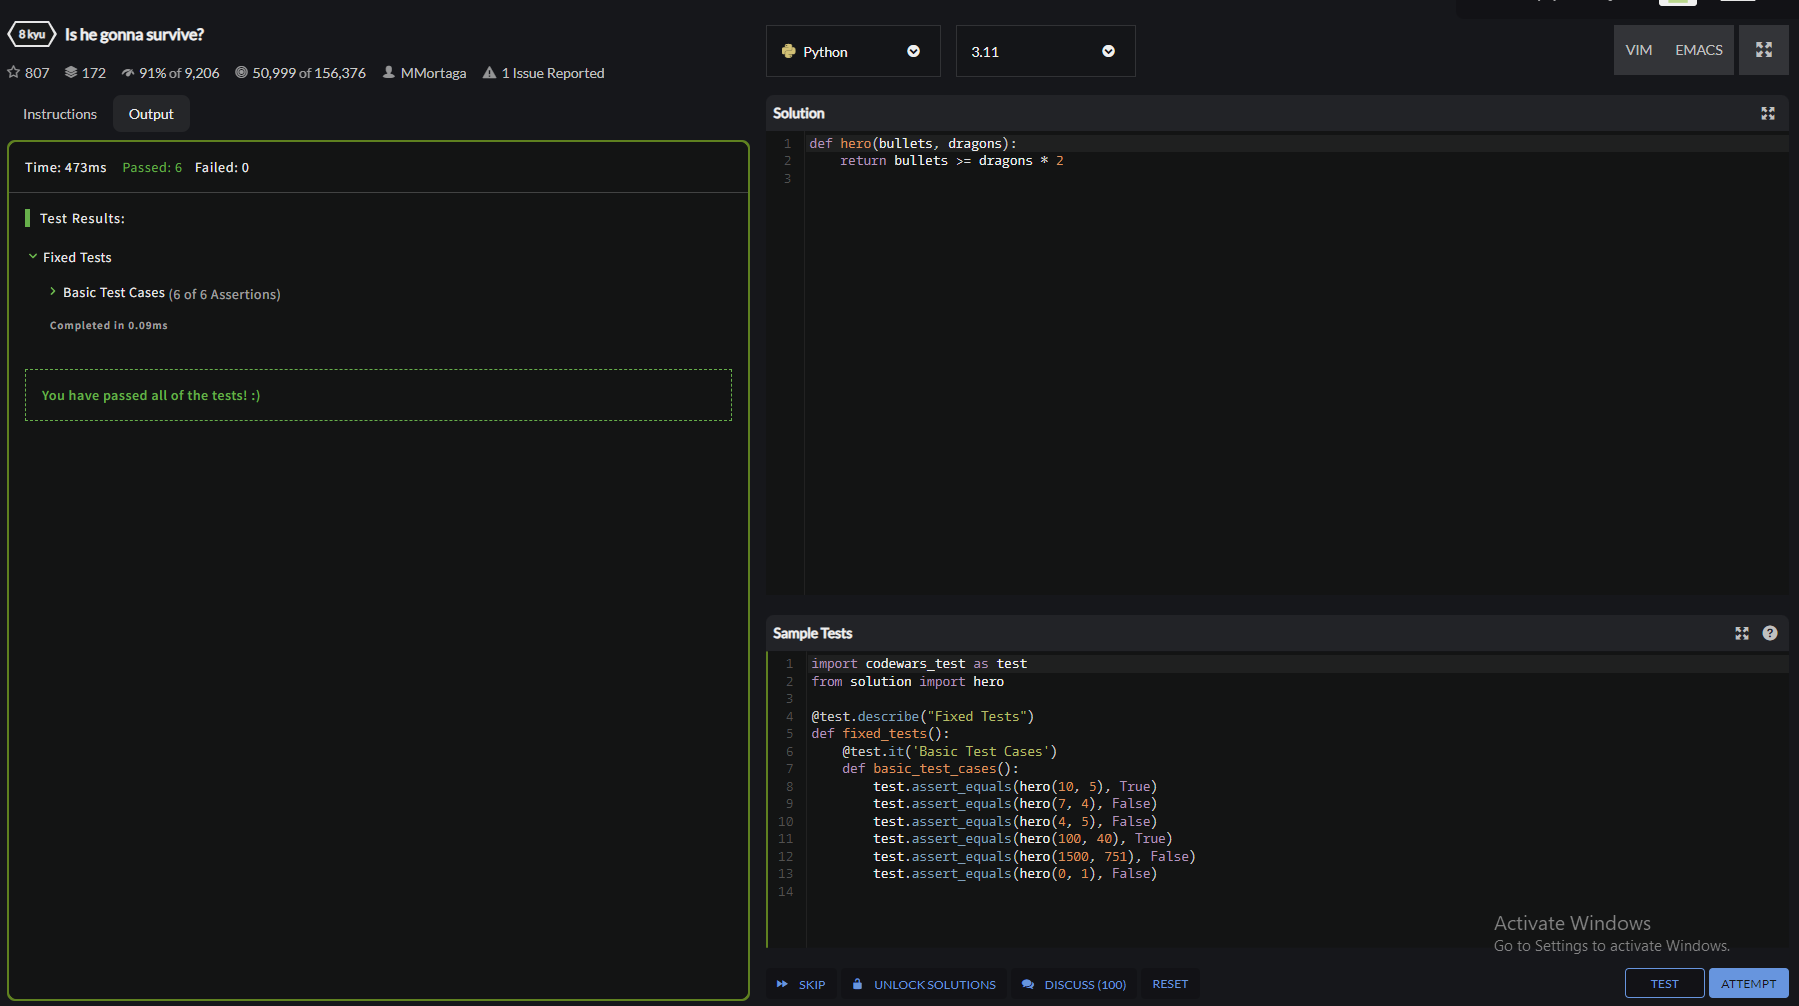 8 kyu Is he gonna survive?
807 172 91% of 9,206 50,999 of 156,376 MMortaga 1 Issue Reported
Instructions Output
Time: 473ms Passed: 6 Failed: 0
Test Results:
Fixed Tests
Basic Test Cases (6 of 6 Assertions)
Completed in 0.09ms
You have passed all of the tests! :)
Python 3.11 VIM EMACS
Solution
1 def hero(bullets, dragons):
2     return bullets >= dragons * 2
3
Sample Tests
1 import codewars_test as test
2 from solution import hero
3
4 @test.describe("Fixed Tests")
5 def fixed_tests():
6     @test.it('Basic Test Cases')
7     def basic_test_cases():
8         test.assert_equals(hero(10, 5), True)
9         test.assert_equals(hero(7, 4), False)
10         test.assert_equals(hero(4, 5), False)
11         test.assert_equals(hero(100, 40), True)
12         test.assert_equals(hero(1500, 751), False)
13         test.assert_equals(hero(0, 1), False)
14
Activate Windows
Go to Settings to activate Windows.
SKIP UNLOCK SOLUTIONS DISCUSS (100) RESET TEST ATTEMPT